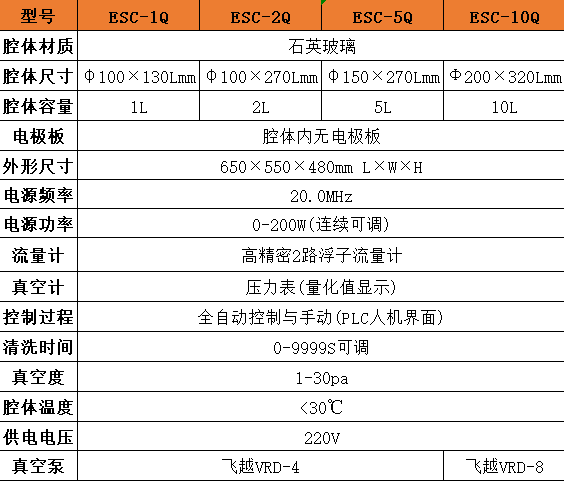 型号 ESC-1Q ESC-2Q ESC-5Q ESC-10Q
腔体材质 石英玻璃
腔体尺寸 Φ100×130Lmm Φ100×270Lmm Φ150×270Lmm Φ200×320Lmm
腔体容量 1L 2L 5L 10L
电极板 腔体内无电极板
外形尺寸 650×550×480mm L×W×H
电源频率 20.0MHz
电源功率 0-200W(连续可调)
流量计 高精密2路浮子流量计
真空计 压力表(量化值显示)
控制过程 全自动控制与手动(PLC人机界面)
清洗时间 0-9999S可调
真空度 1-30pa
腔体温度 <30℃
供电电压 220V
真空泵 飞越VRD-4 飞越VRD-8